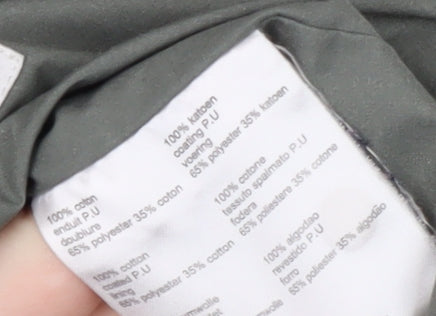 100% katoen
coating P.U
voering
65% polyester 35% katoen
100% coton
enduit P.U
doublure
65% polyester 35% coton
100% cotone
tessuto spalmato P.U
fodera
65% poliestere 35% cotone
100% cotton
coated P.U
lining
65% polyester 35% cotton
100% algodao
revestido P.U
forro
65% poliester 35% algodão